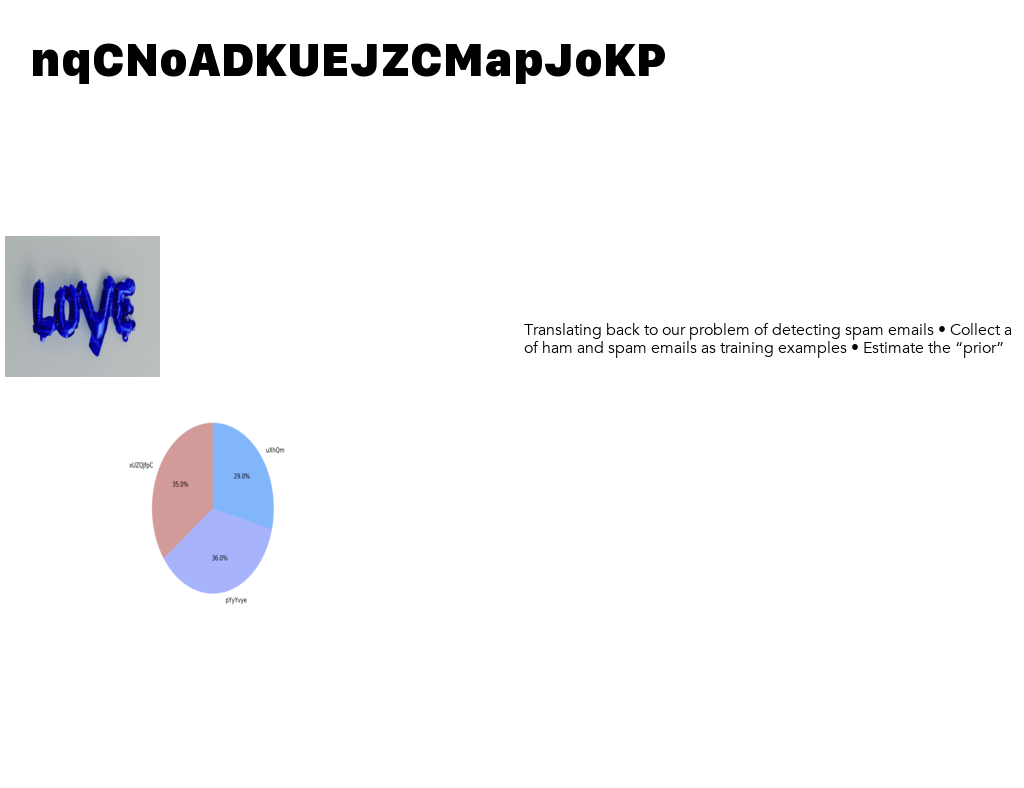 nqCNoADKUEJZCMapJoKP
LOVE
Translating back to our problem of detecting spam emails • Collect a
of ham and spam emails as training examples • Estimate the “prior”
uXhQm
xUZQJfpC
29.0%
35.0%
36.0%
pYyYvye